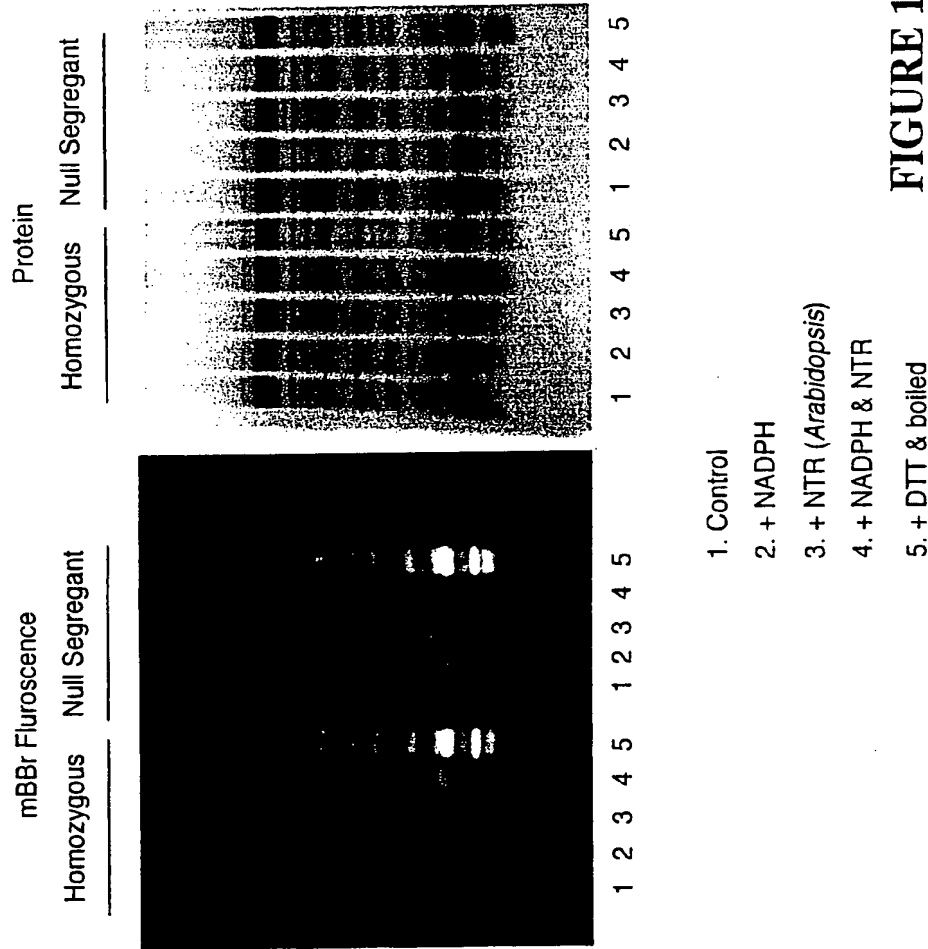 mBBr Fluroscence
Protein
Homozygous
Null Segregant
Homozygous
Null Segregant
1 2 3 4 5 1 2 3 4 5
1 2 3 4 5 1 2 3 4 5
1. Control
2. + NADPH
3. + NTR (Arabidopsis)
4. + NADPH & NTR
5. + DTT & boiled
FIGURE 1